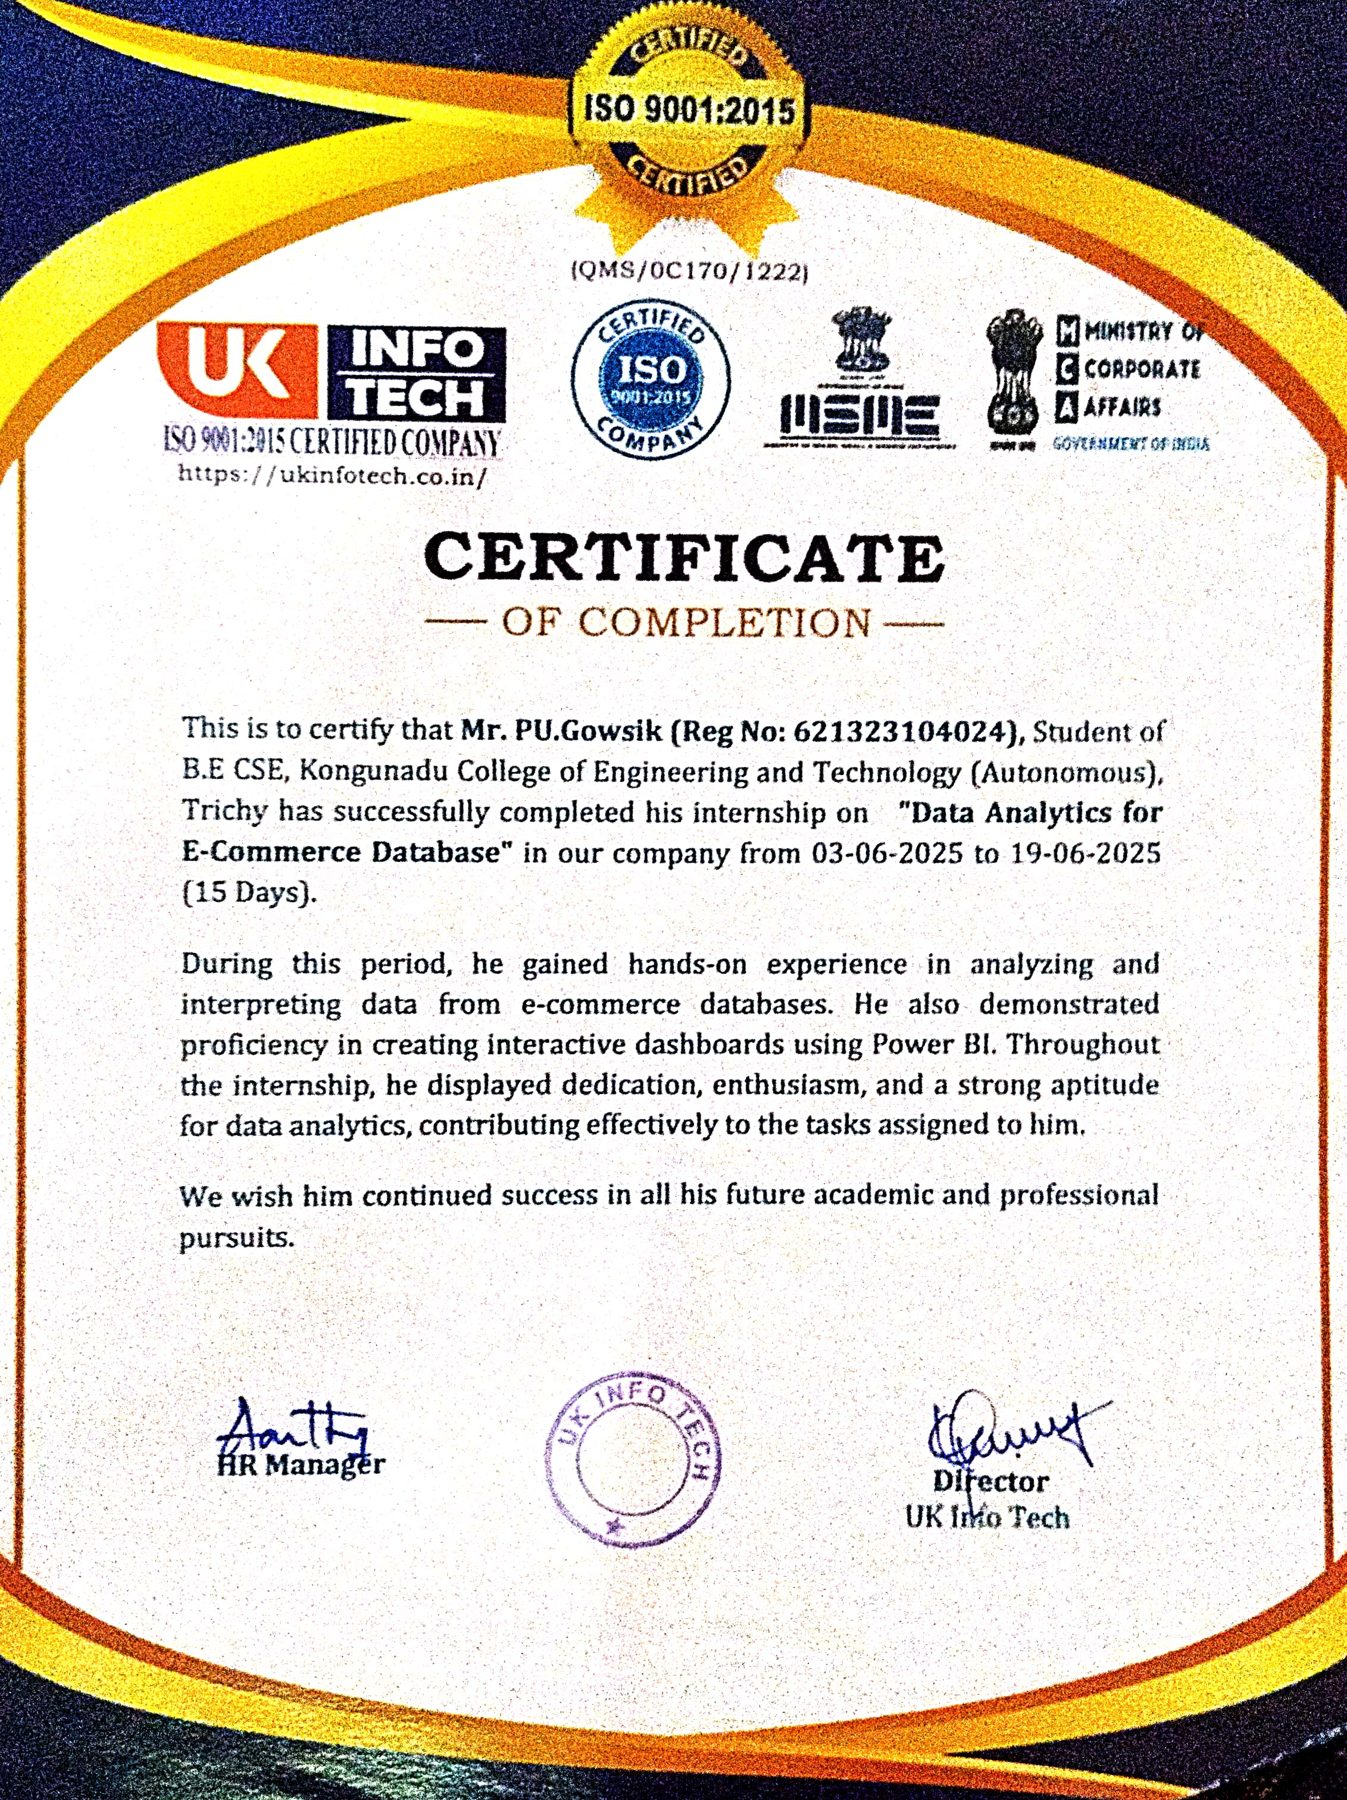 CERTIFIED
ISO 9001:2015
CERTIFIED
(QMS/0C170/1222)
UK INFO TECH
ISO 9001:2015 CERTIFIED COMPANY
https://ukinfotech.co.in/
CERTIFIED
ISO
9001:2015
COMPANY
MSME
M MINISTRY OF
C CORPORATE
A AFFAIRS
GOVERNMENT OF INDIA
CERTIFICATE
OF COMPLETION
This is to certify that Mr. PU.Gowsik (Reg No: 621323104024), Student of
B.E CSE, Kongunadu College of Engineering and Technology (Autonomous),
Trichy has successfully completed his internship on "Data Analytics for
E-Commerce Database" in our company from 03-06-2025 to 19-06-2025
(15 Days).
During this period, he gained hands-on experience in analyzing and
interpreting data from e-commerce databases. He also demonstrated
proficiency in creating interactive dashboards using Power BI. Throughout
the internship, he displayed dedication, enthusiasm, and a strong aptitude
for data analytics, contributing effectively to the tasks assigned to him.
We wish him continued success in all his future academic and professional
pursuits.
Aarthy
HR Manager
UK INFO TECH
Director
UK Info Tech